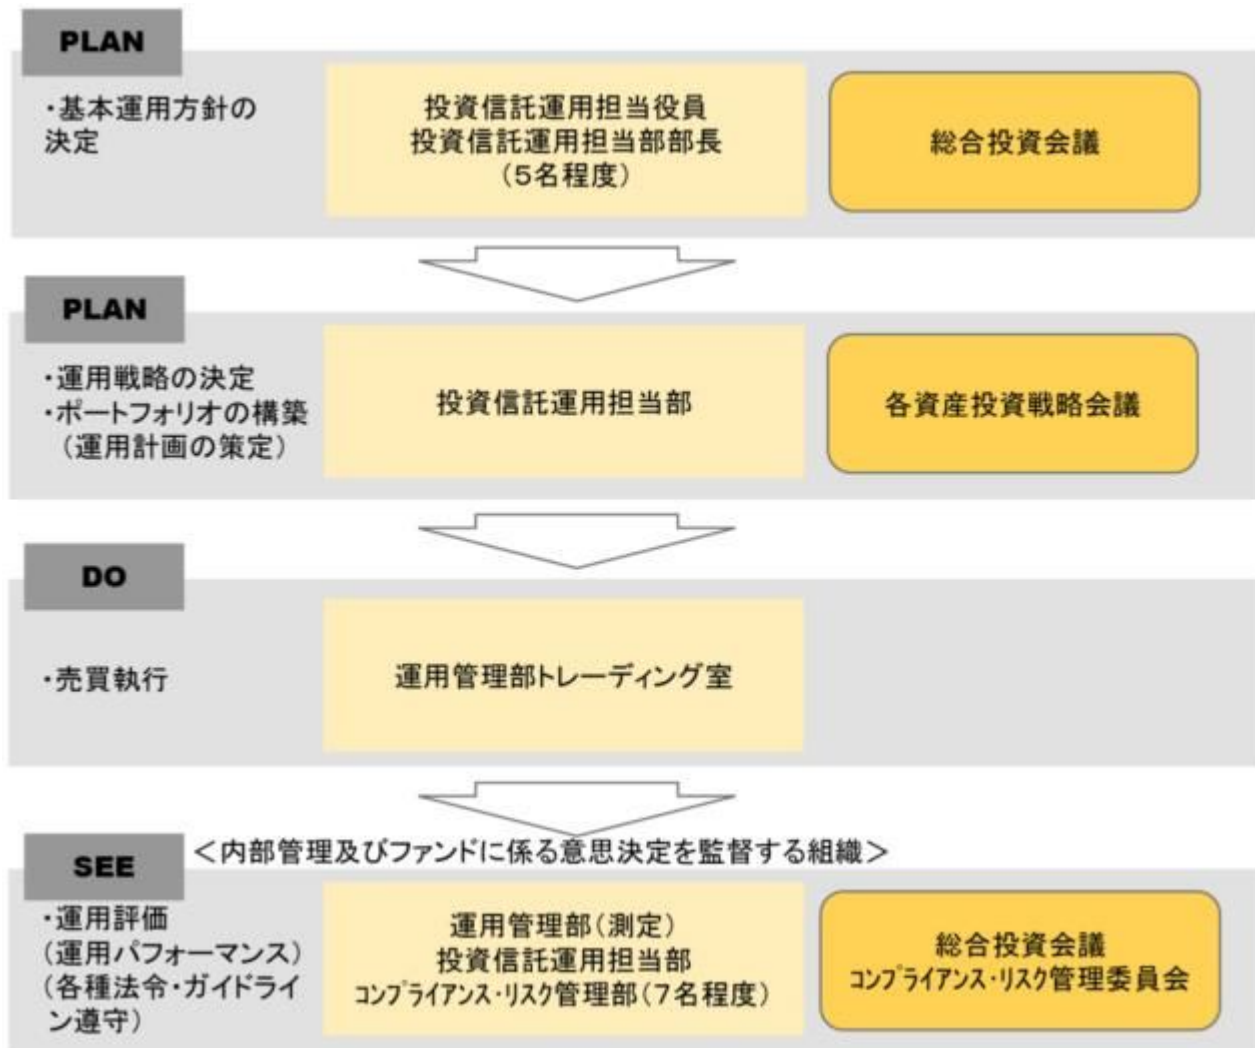 PLAN
・基本運用方針の
決定
投資信託運用担当役員
投資信託運用担当部部長
（５名程度）
総合投資会議
PLAN
・運用戦略の決定
・ポートフォリオの構築
（運用計画の策定）
投資信託運用担当部
各資産投資戦略会議
DO
・売買執行
運用管理部トレーディング室
SEE
＜内部管理及びファンドに係る意思決定を監督する組織＞
・運用評価
（運用パフォーマンス）
（各種法令・ガイドライ
ン遵守）
運用管理部（測定）
投資信託運用担当部
ｺﾝﾌﾟﾗｲｱﾝｽ・ﾘｽｸ管理部（７名程度）
総合投資会議
ｺﾝﾌﾟﾗｲｱﾝｽ・ﾘｽｸ管理委員会